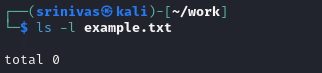 ┌──(srinivas㉿kali)-[~/work]
└─$ ls -l example.txt
total 0